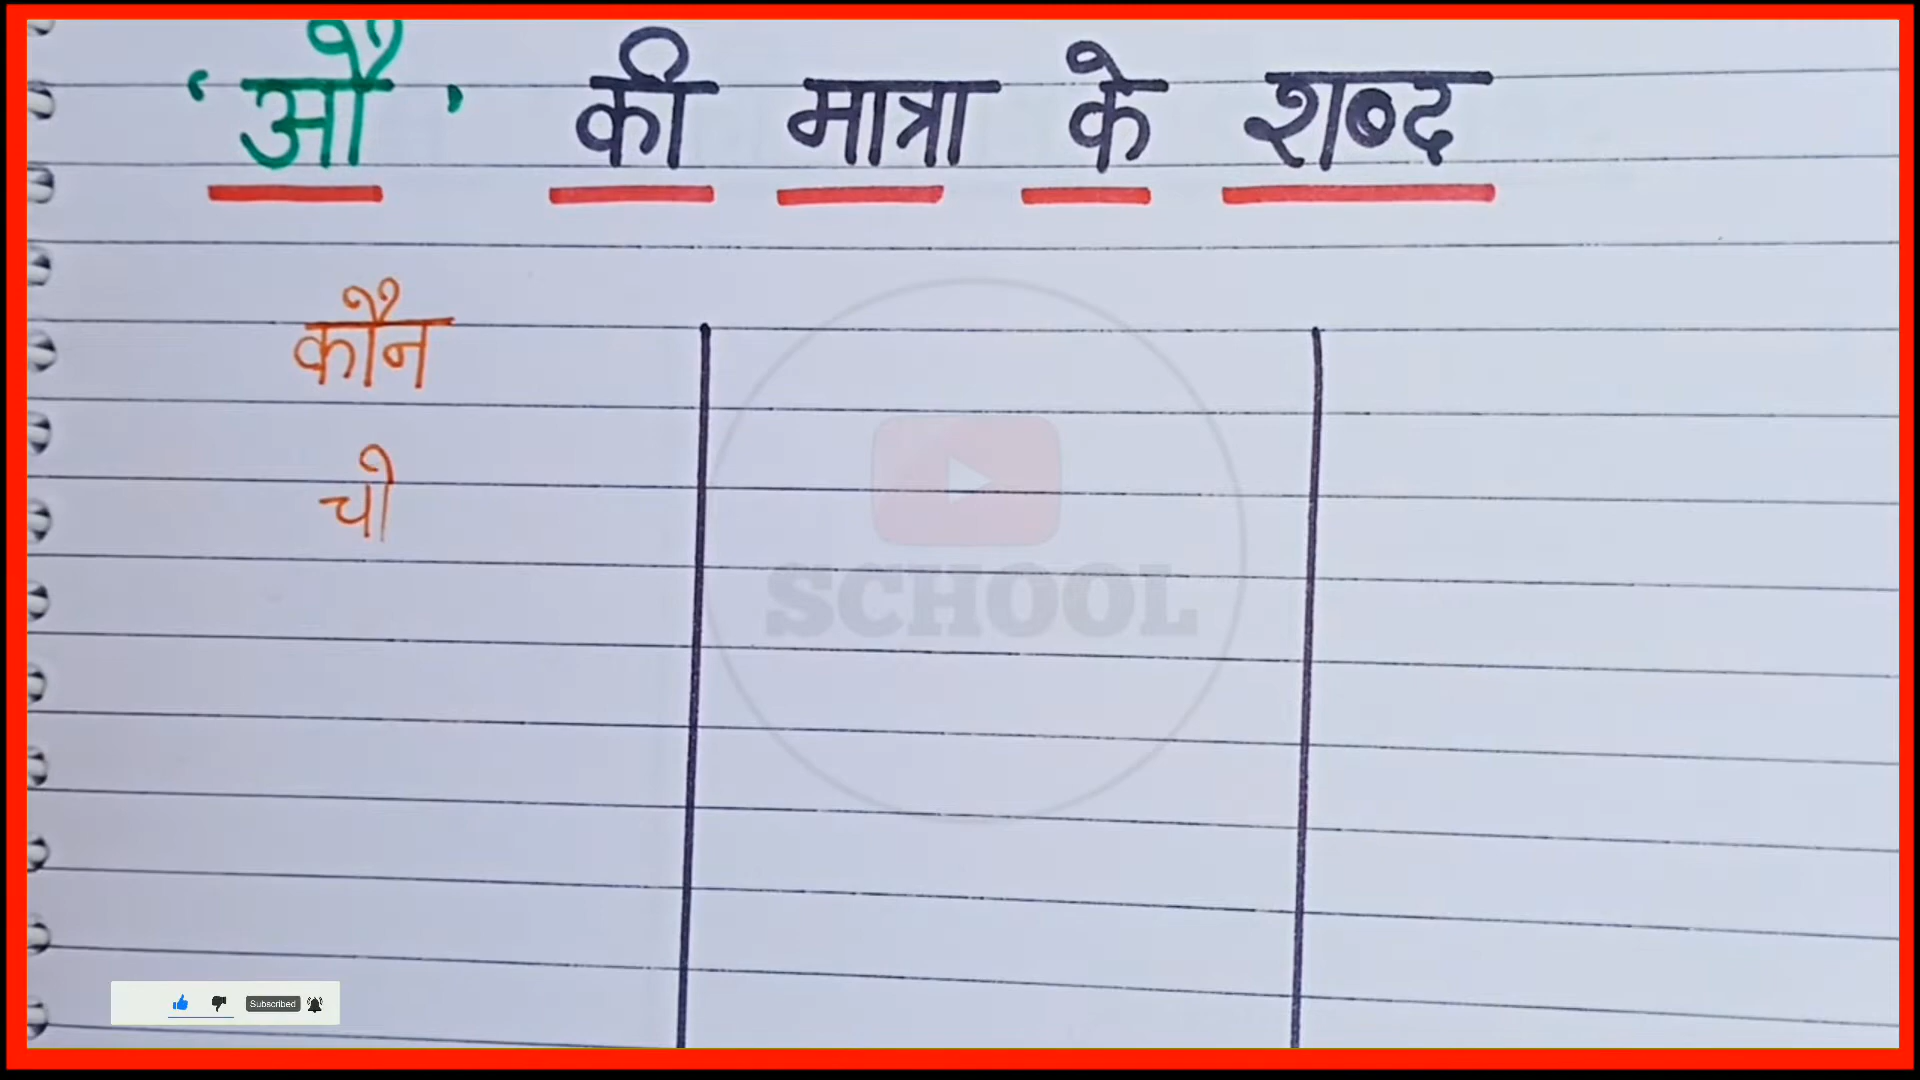 'औ' की मात्रा के शब्द
कौन
चो
SCHOOL
Subscribed